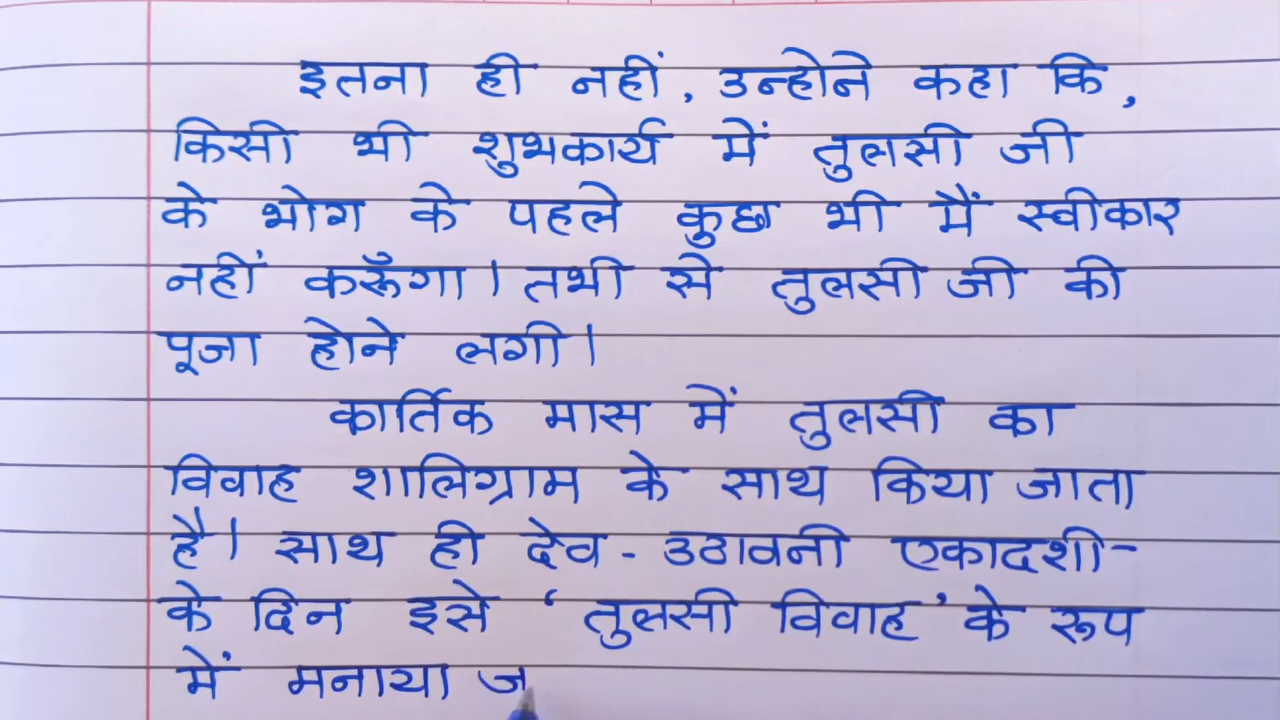 इतना ही नहीं, उन्होने कहा कि,
किसी भी शुभकार्य में तुलसी जी
के भोग के पहले कुछ भी मैं स्वीकार
नहीं करूँगा। तभी से तुलसी जी की
पूजा होने लगी।
कार्तिक मास में तुलसी का
विवाह शालिग्राम के साथ किया जाता
है। साथ ही देव - उठावनी एकादशी-
के दिन इसे ‘ तुलसी विवाह ’ के रूप
में मनाया ज